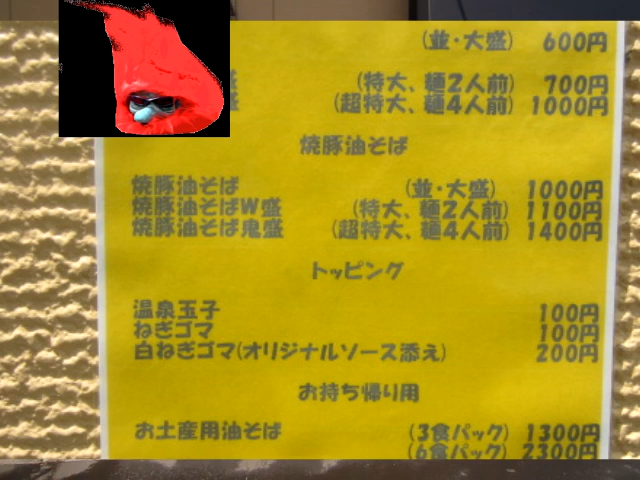 (並・大盛) 600円
盛 (特大、麺2人前) 700円
盛 (超特大、麺4人前) 1000円
焼豚油そば
焼豚油そば (並・大盛) 1000円
焼豚油そばW盛 (特大、麺2人前) 1100円
焼豚油そば鬼盛 (超特大、麺4人前) 1400円
トッピング
温泉玉子 100円
ねぎゴマ 100円
白ねぎゴマ(オリジナルソース添え) 200円
お持ち帰り用
お土産用油そば (3食パック) 1300円
(6食パック) 2300円